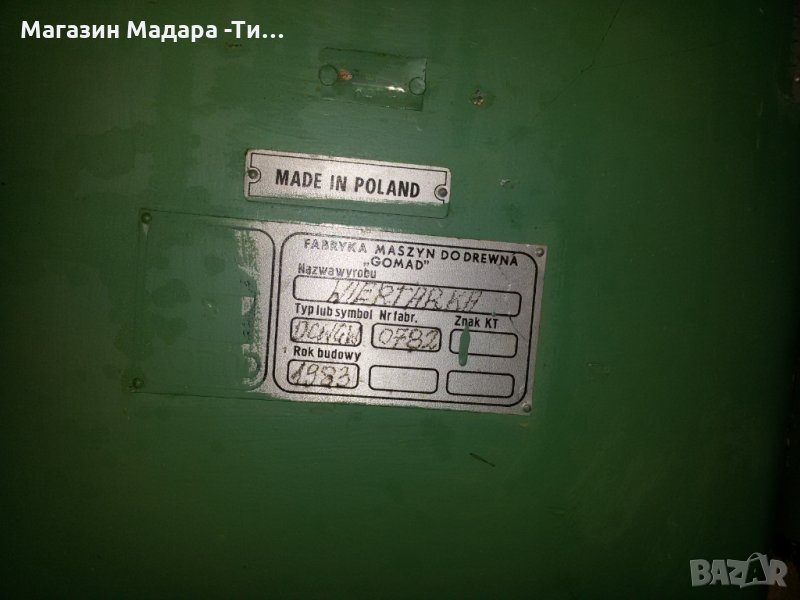 Магазин Мадара -Ти…
MADE IN POLAND
FABRYKA MASZYN DO DREWNA
„GOMAD"
Nazwa wyrobu
WIERTARKA
Typ lub symbol Nr fabr. Znak KT
0782
Rok budowy
1983
BAZAR